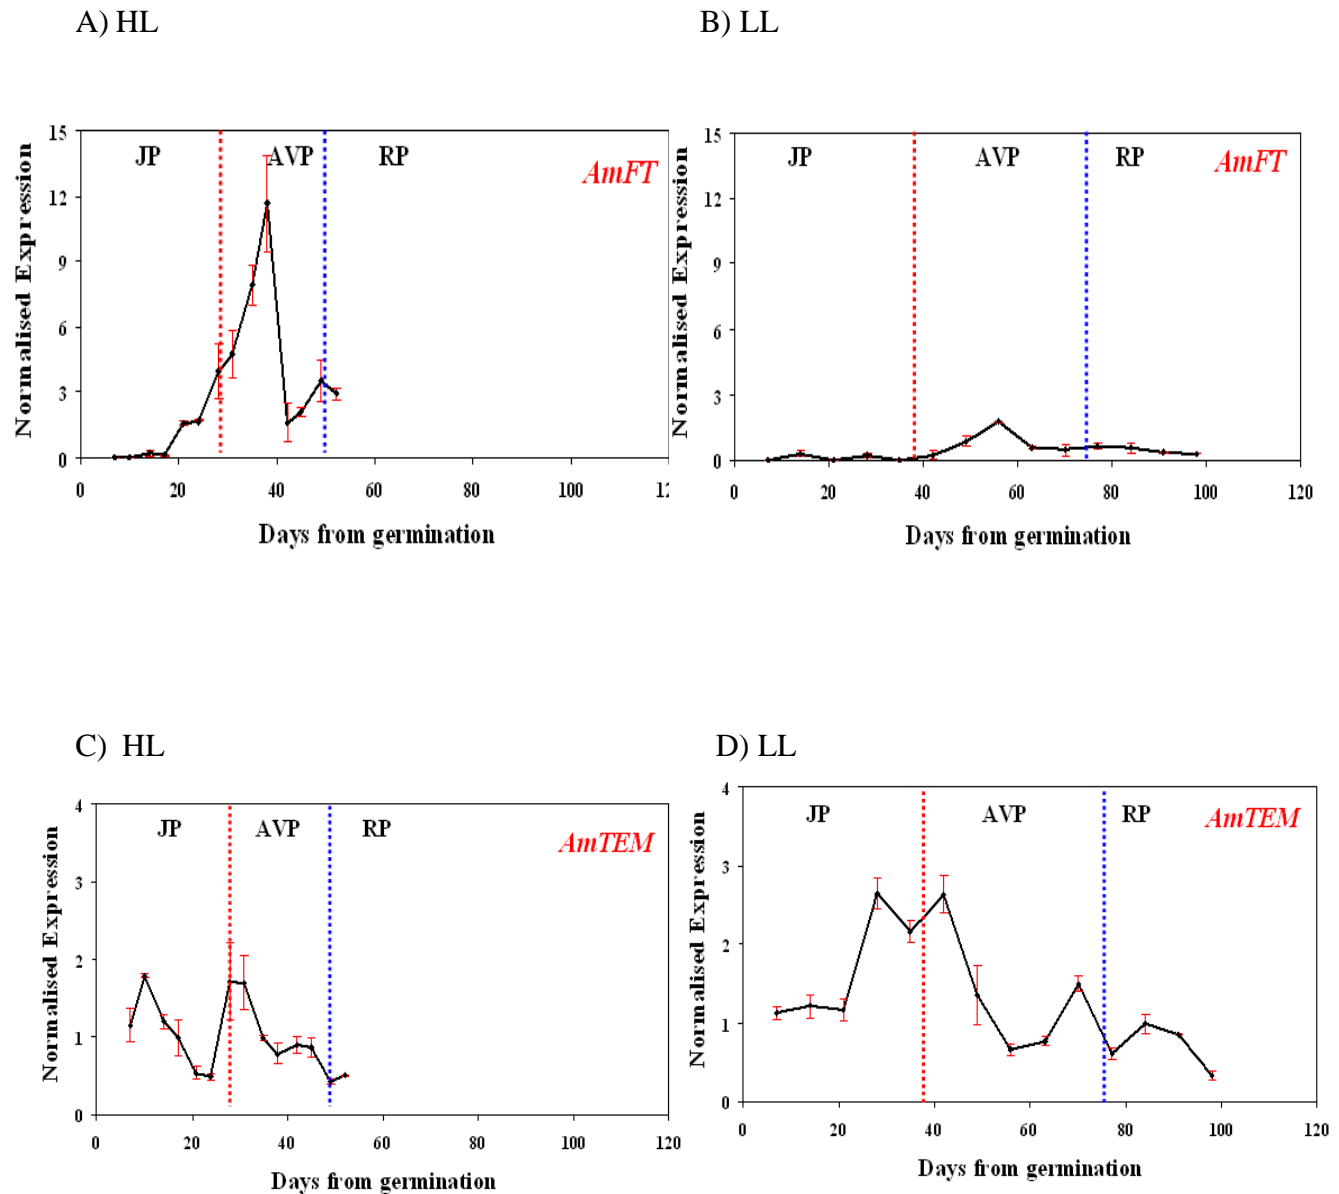 A) HL
B) LL
15
JP
AVP
RP
AmFT
12
9
6
3
0
Normalised Expression
0 20 40 60 80 100 12
Days from germination
15
JP
AVP
RP
AmFT
12
9
6
3
0
Normalised Expression
0 20 40 60 80 100 120
Days from germination
C) HL
D) LL
4
JP
AVP
RP
AmTEM
3
2
1
0
Normalised Expression
0 20 40 60 80 100 120
Days from germination
4
JP
AVP
RP
AmTEM
3
2
1
0
Normalised Expression
0 20 40 60 80 100 120
Days from germination